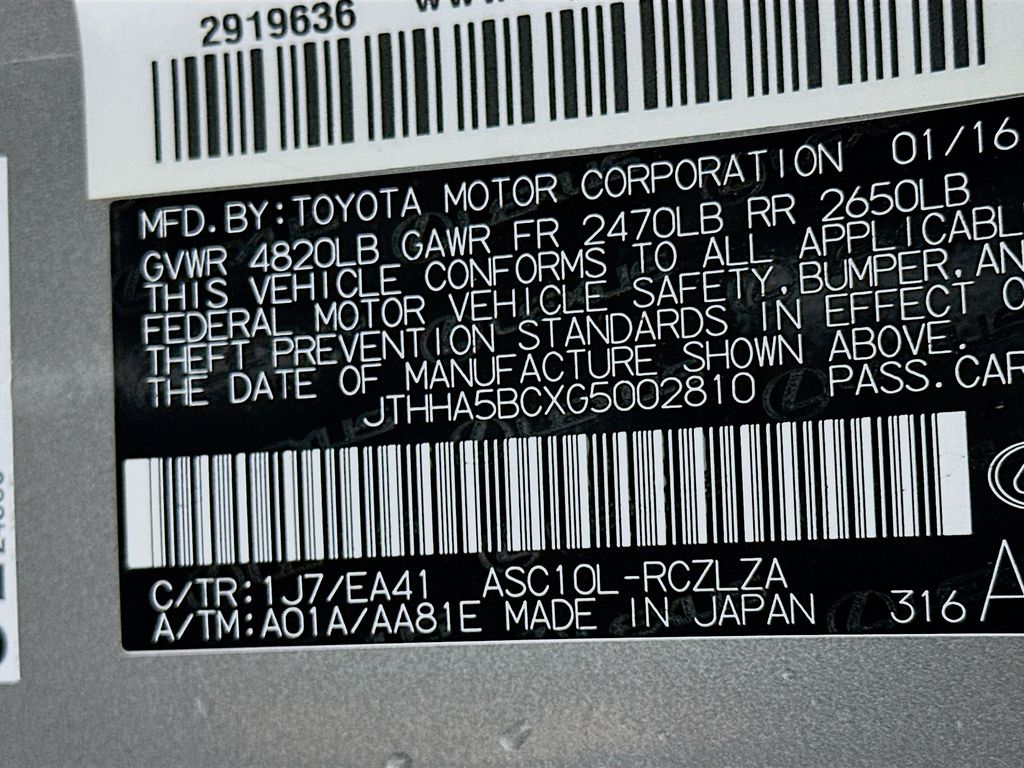 2919636
MFD.BY:TOYOTA MOTOR CORPORATION 01/16
GVWR 4820LB GAWR FR 2470LB RR 2650LB
THIS VEHICLE CONFORMS TO ALL APPLICABL
FEDERAL MOTOR VEHICLE SAFETY,BUMPER,AN
THEFT PREVENTION STANDARDS IN EFFECT O
THE DATE OF MANUFACTURE SHOWN ABOVE.
JTHHA5BCXG5002810 PASS.CAR
C/TR:1J7/EA41 ASC10L-RCZLZA
A/TM:A01A/AA81E MADE IN JAPAN 316 A